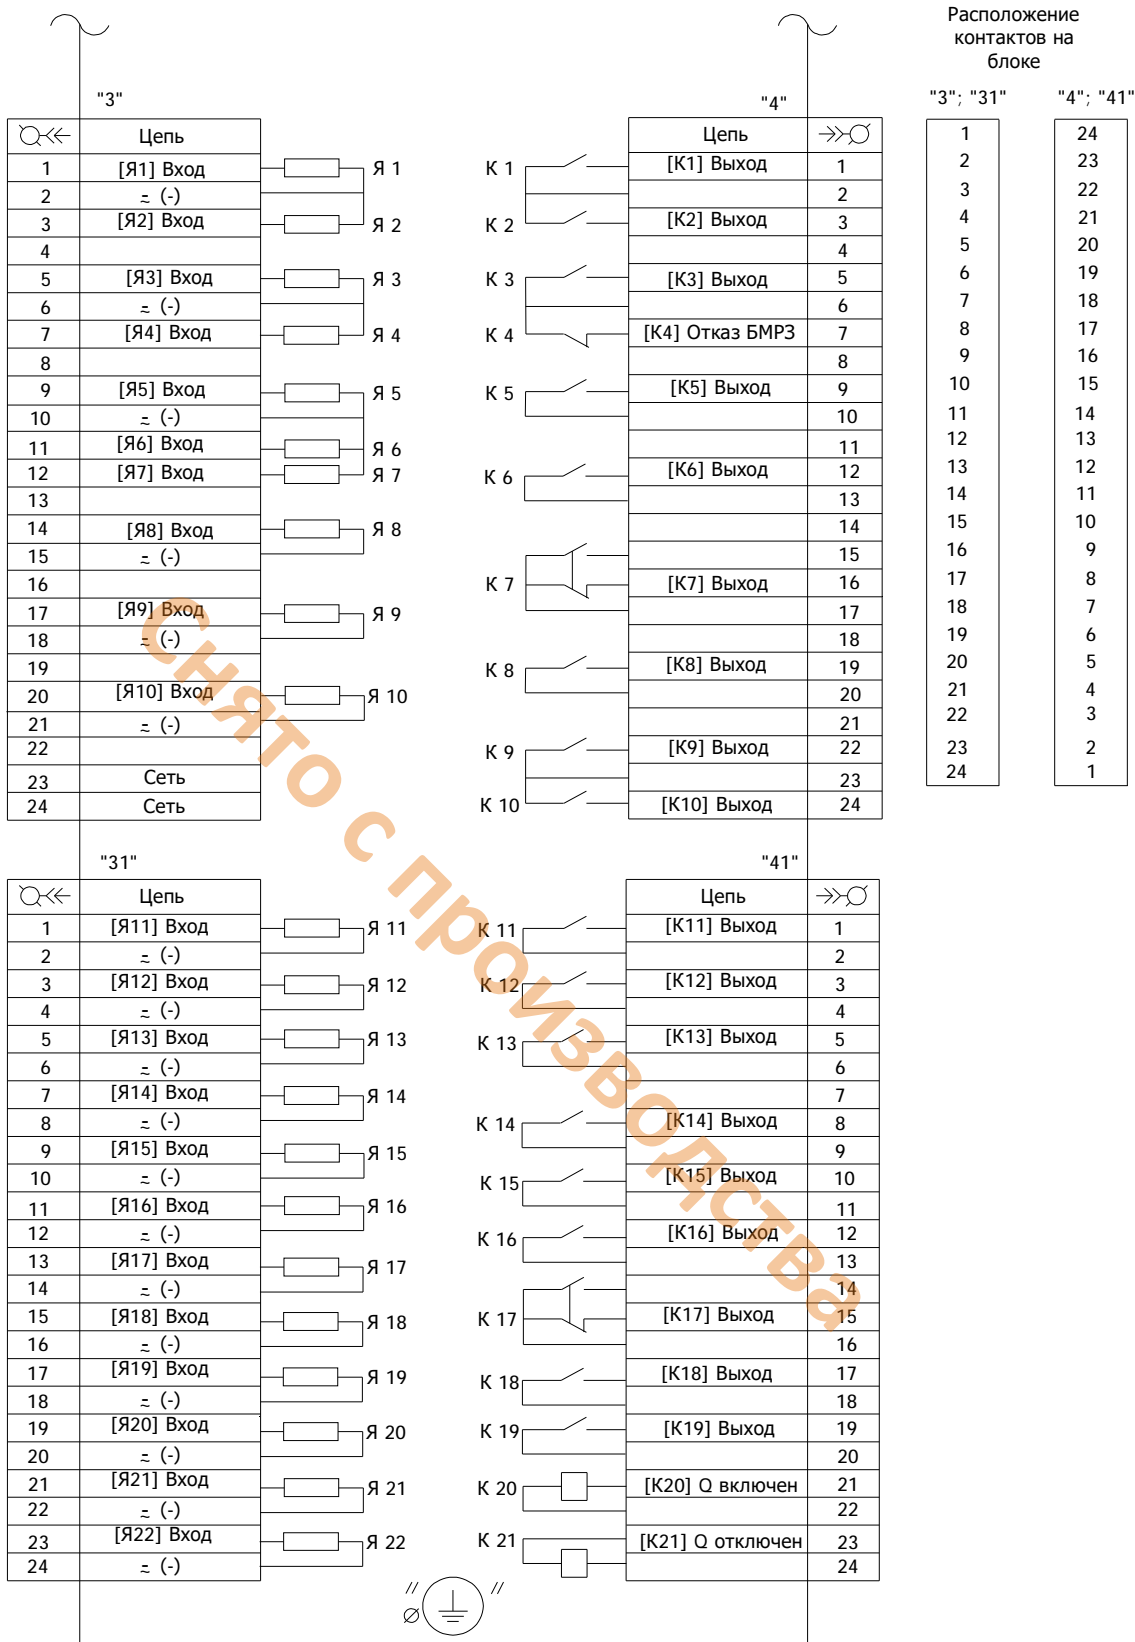 Расположение
контактов на
блоке
"3"; "31" "4"; "41"
1 24
2 23
3 22
4 21
5 20
6 19
7 18
8 17
9 16
10 15
11 14
12 13
13 12
14 11
15 10
16 9
17 8
18 7
19 6
20 5
21 4
22 3
23 2
24 1
"3"
Цепь
1 [Я1] Вход Я 1
2 ≂ (-)
3 [Я2] Вход Я 2
4
5 [Я3] Вход Я 3
6 ≂ (-)
7 [Я4] Вход Я 4
8
9 [Я5] Вход Я 5
10 ≂ (-)
11 [Я6] Вход Я 6
12 [Я7] Вход Я 7
13
14 [Я8] Вход Я 8
15 ≂ (-)
16
17 [Я9] Вход Я 9
18 ≂ (-)
19
20 [Я10] Вход Я 10
21 ≂ (-)
22
23 Сеть
24 Сеть
"4"
Цепь
К 1 [К1] Выход 1
2
К 2 [К2] Выход 3
4
К 3 [К3] Выход 5
6
К 4 [К4] Отказ БМРЗ 7
8
К 5 [К5] Выход 9
10
11
К 6 [К6] Выход 12
13
14
15
К 7 [К7] Выход 16
17
18
К 8 [К8] Выход 19
20
21
К 9 [К9] Выход 22
23
К 10 [К10] Выход 24
"31"
Цепь
1 [Я11] Вход Я 11
2 ≂ (-)
3 [Я12] Вход Я 12
4 ≂ (-)
5 [Я13] Вход Я 13
6 ≂ (-)
7 [Я14] Вход Я 14
8 ≂ (-)
9 [Я15] Вход Я 15
10 ≂ (-)
11 [Я16] Вход Я 16
12 ≂ (-)
13 [Я17] Вход Я 17
14 ≂ (-)
15 [Я18] Вход Я 18
16 ≂ (-)
17 [Я19] Вход Я 19
18 ≂ (-)
19 [Я20] Вход Я 20
20 ≂ (-)
21 [Я21] Вход Я 21
22 ≂ (-)
23 [Я22] Вход Я 22
24 ≂ (-)
"41"
Цепь
К 11 [К11] Выход 1
2
К 12 [К12] Выход 3
4
К 13 [К13] Выход 5
6
7
К 14 [К14] Выход 8
9
К 15 [К15] Выход 10
11
К 16 [К16] Выход 12
13
14
К 17 [К17] Выход 15
16
К 18 [К18] Выход 17
18
К 19 [К19] Выход 19
20
К 20 [К20] Q включен 21
22
К 21 [К21] Q отключен 23
24
Снято с производства